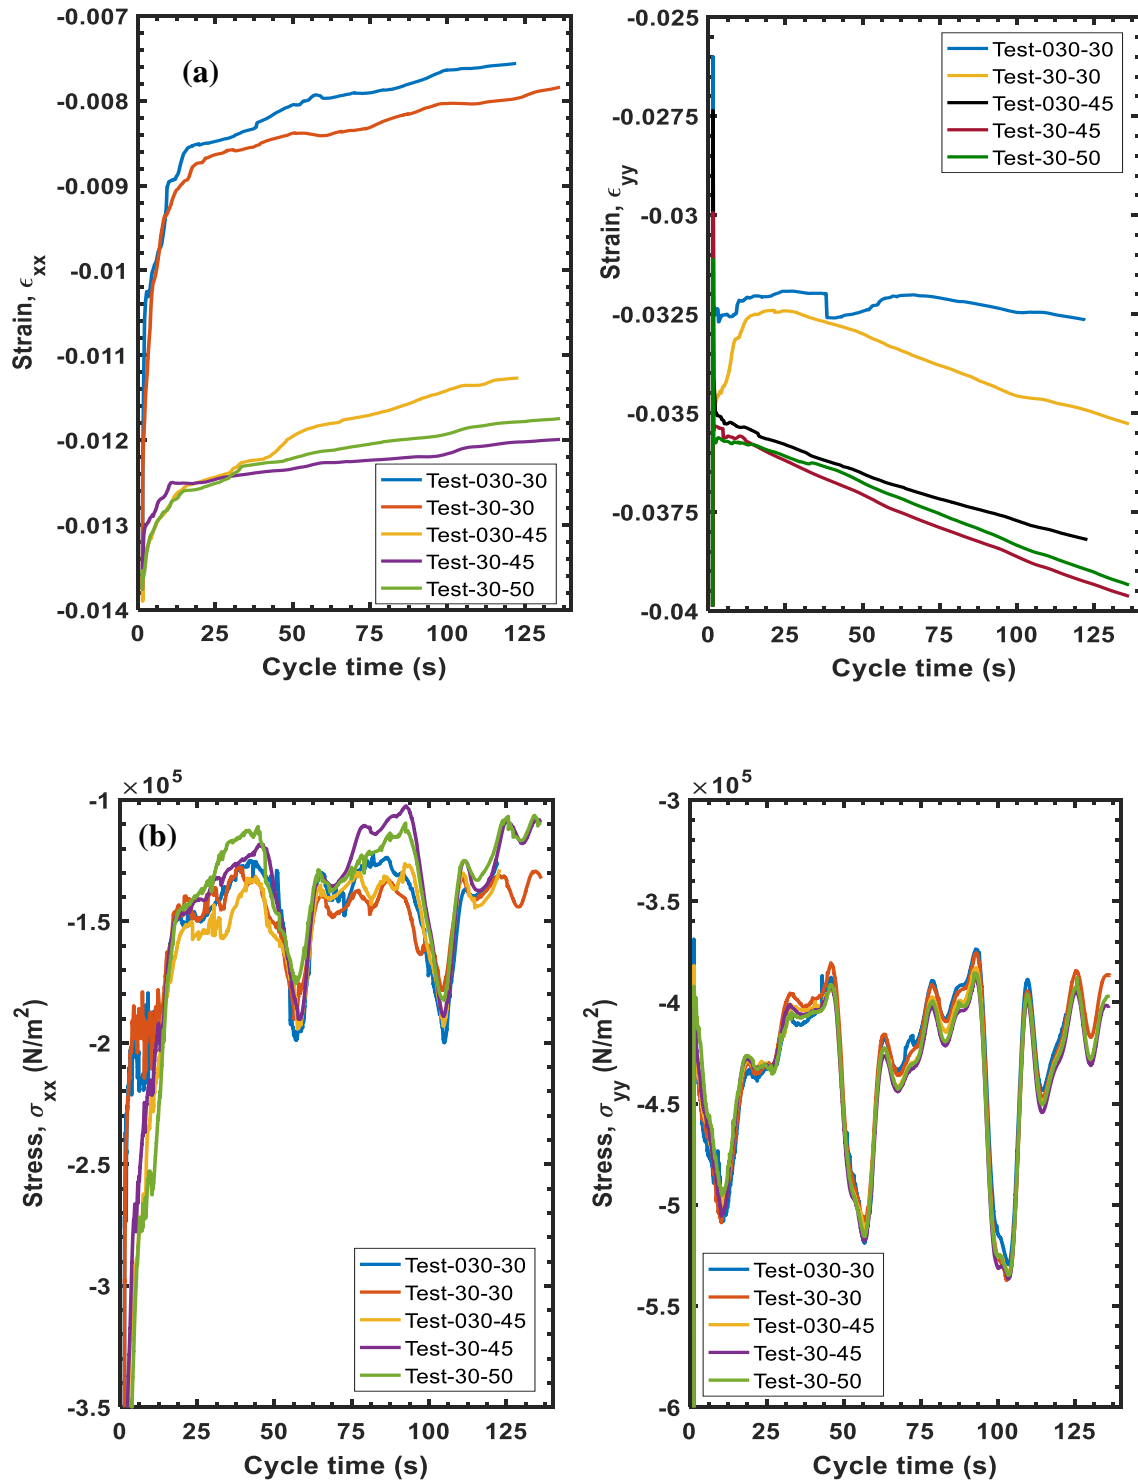 -0.007
-0.008
-0.009
-0.01
-0.011
-0.012
-0.013
-0.014
Strain, ϵxx
(a)
Test-030-30
Test-30-30
Test-030-45
Test-30-45
Test-30-50
0 25 50 75 100 125
Cycle time (s)
-0.025
-0.0275
-0.03
-0.0325
-0.035
-0.0375
-0.04
Strain, ϵyy
Test-030-30
Test-30-30
Test-030-45
Test-30-45
Test-30-50
0 25 50 75 100 125
Cycle time (s)
×10⁵
-1
-1.5
-2
-2.5
-3
-3.5
Stress, σxx (N/m²)
(b)
Test-030-30
Test-30-30
Test-030-45
Test-30-45
Test-30-50
0 25 50 75 100 125
Cycle time (s)
×10⁵
-3
-3.5
-4
-4.5
-5
-5.5
-6
Stress, σyy (N/m²)
Test-030-30
Test-30-30
Test-030-45
Test-30-45
Test-30-50
0 25 50 75 100 125
Cycle time (s)